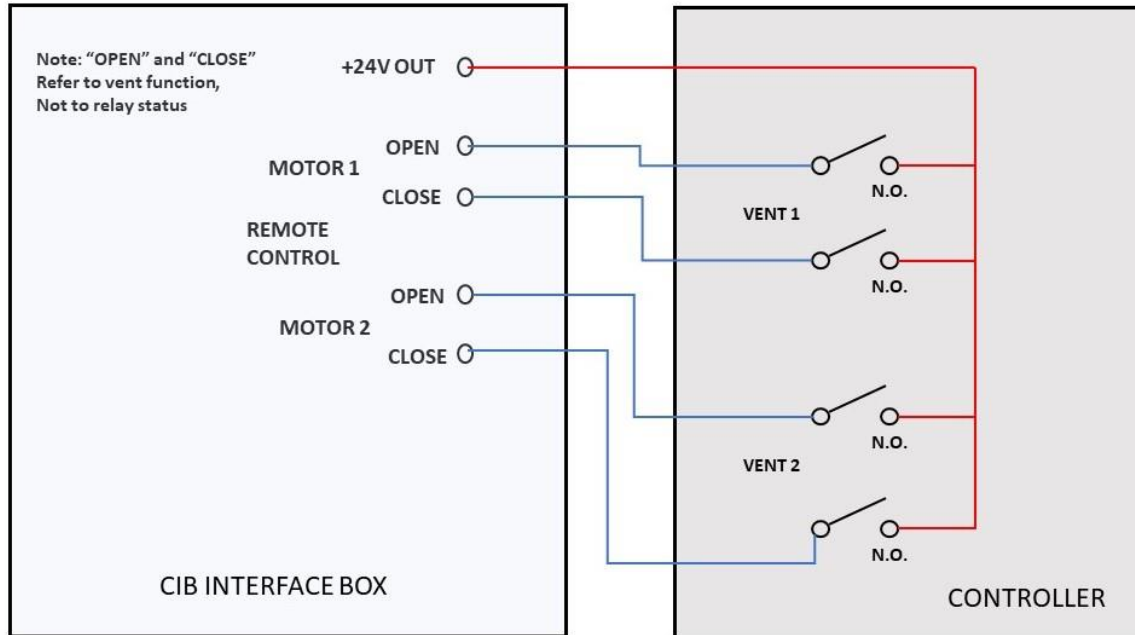 Note: “OPEN” and “CLOSE”
Refer to vent function,
Not to relay status
+24V OUT
OPEN
MOTOR 1
CLOSE
REMOTE
CONTROL
OPEN
MOTOR 2
CLOSE
CIB INTERFACE BOX
N.O.
VENT 1
N.O.
N.O.
VENT 2
N.O.
CONTROLLER